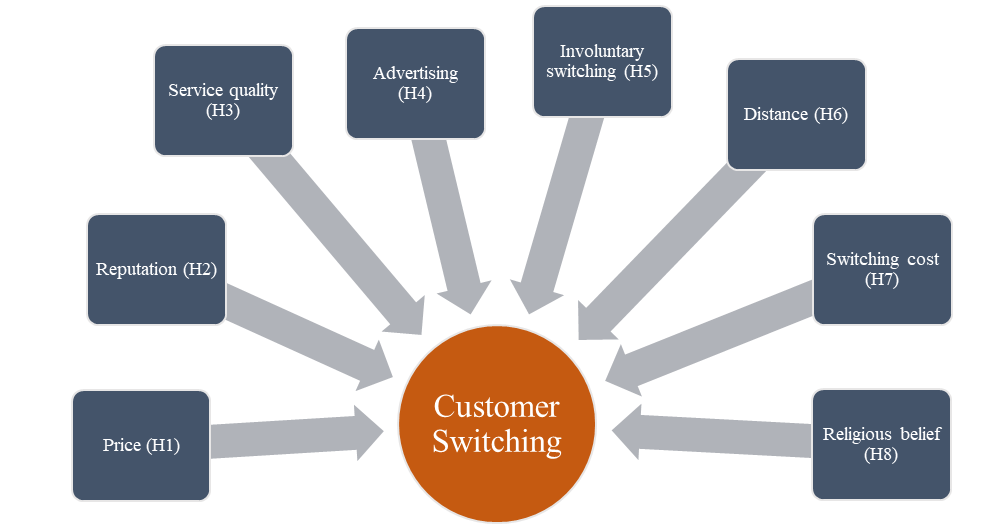 Involuntary
switching (H5)
Advertising
(H4)
Service quality
(H3)
Distance (H6)
Reputation (H2)
Switching cost
(H7)
Price (H1)
Customer
Switching
Religious belief
(H8)